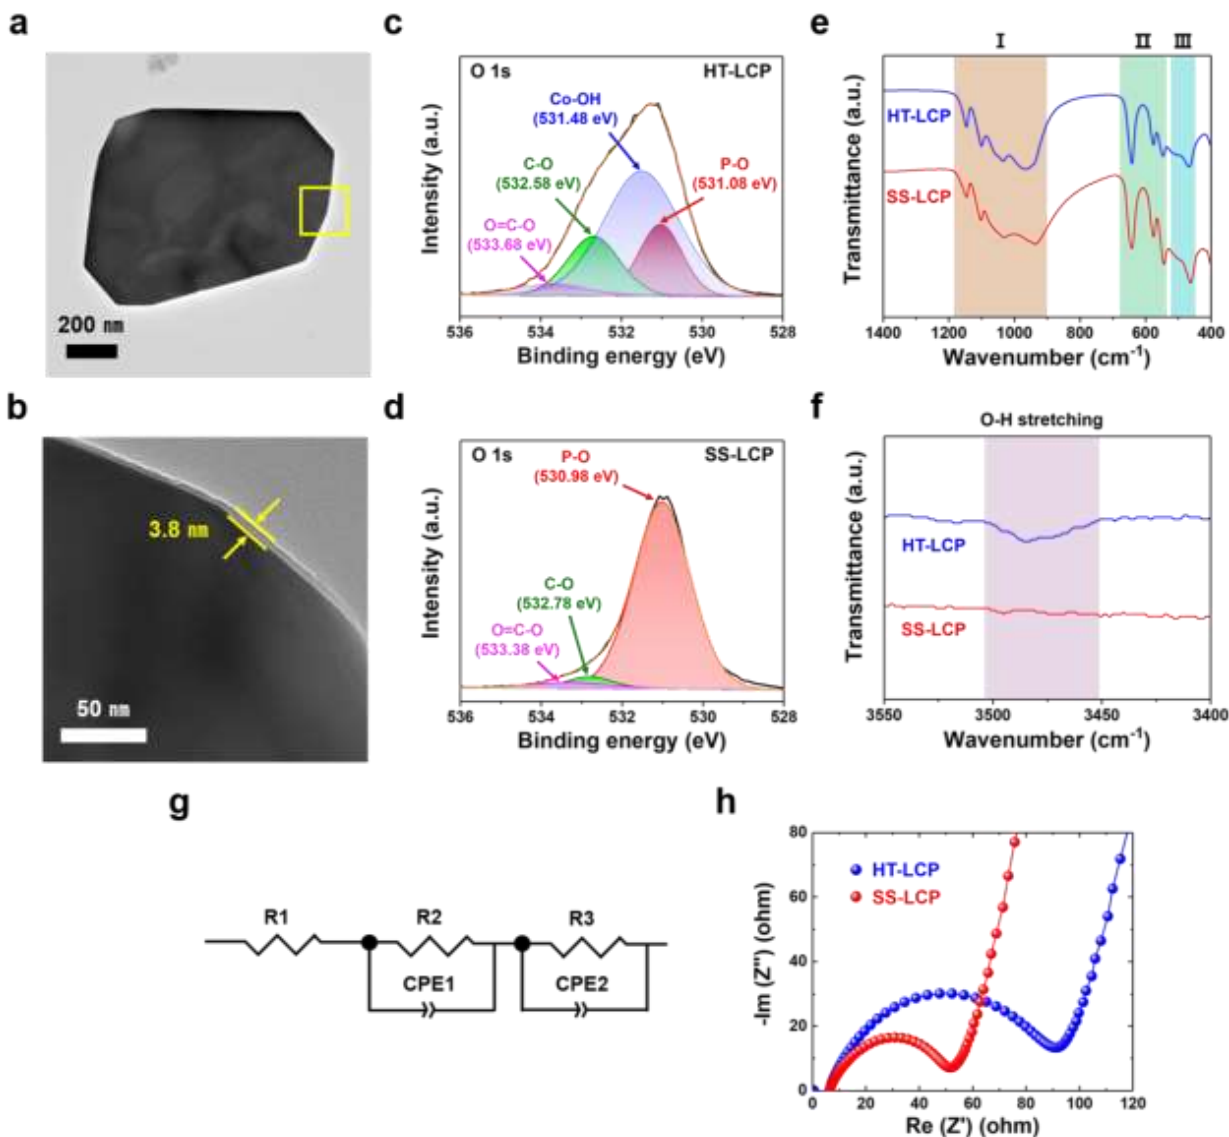 a
200 nm
b
3.8 nm
50 nm
c
O 1s
HT-LCP
Co-OH
(531.48 eV)
C-O
(532.58 eV)
P-O
(531.08 eV)
O=C-O
(533.68 eV)
Intensity (a.u.)
536 534 532 530 528
Binding energy (eV)
d
O 1s
SS-LCP
P-O
(530.98 eV)
C-O
(532.78 eV)
O=C-O
(533.38 eV)
Intensity (a.u.)
536 534 532 530 528
Binding energy (eV)
e
I II III
HT-LCP
SS-LCP
Transmittance (a.u.)
1400 1200 1000 800 600 400
Wavenumber (cm⁻¹)
f
O-H stretching
HT-LCP
SS-LCP
Transmittance (a.u.)
3550 3500 3450 3400
Wavenumber (cm⁻¹)
g
R1 R2 R3
CPE1 CPE2
h
HT-LCP
SS-LCP
-Im (Z'') (ohm)
80
60
40
20
0
0 20 40 60 80 100 120
Re (Z') (ohm)